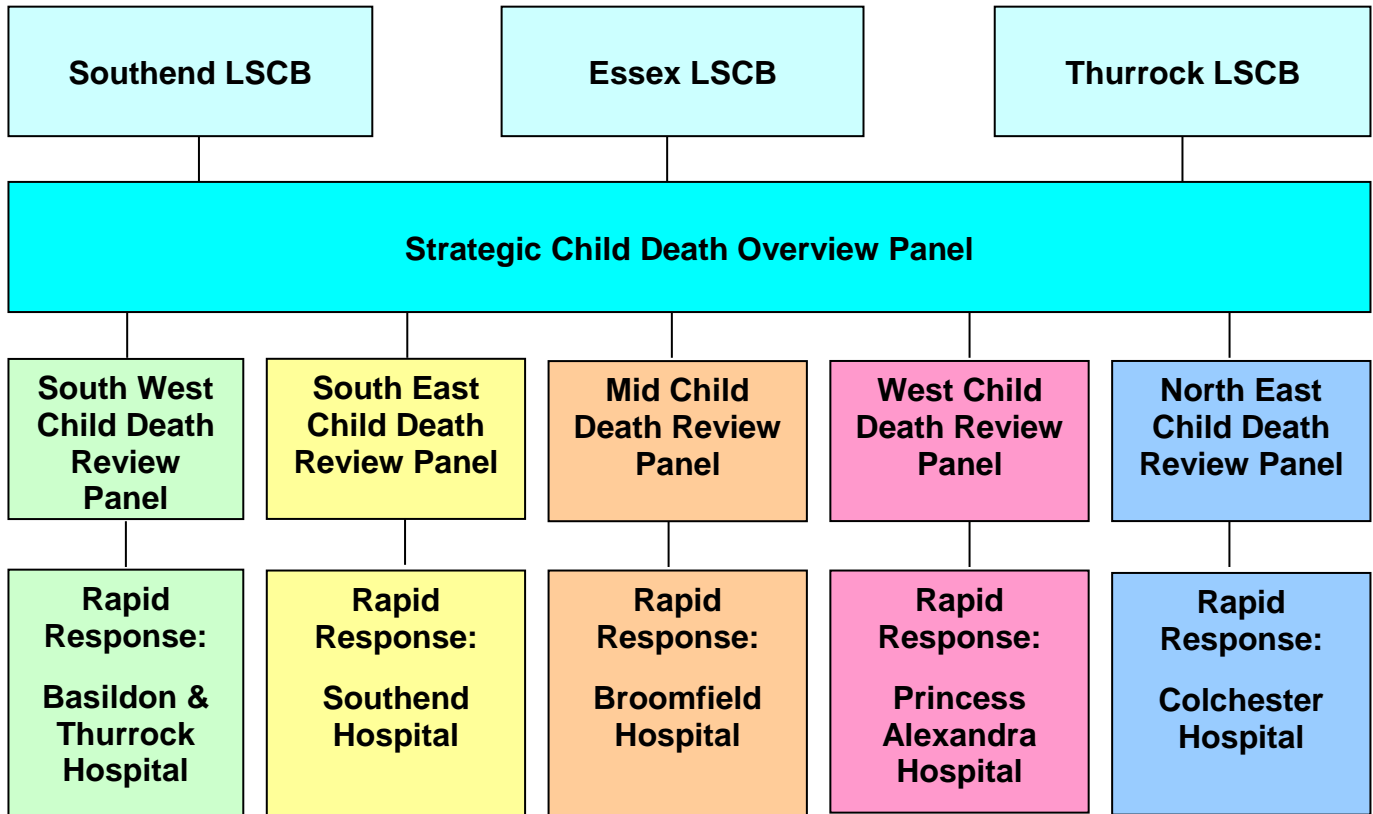 Southend LSCB
Essex LSCB
Thurrock LSCB
Strategic Child Death Overview Panel
South West
Child Death
Review
Panel
South East
Child Death
Review Panel
Mid Child
Death Review
Panel
West Child
Death Review
Panel
North East
Child Death
Review Panel
Rapid
Response:
Basildon &
Thurrock
Hospital
Rapid
Response:
Southend
Hospital
Rapid
Response:
Broomfield
Hospital
Rapid
Response:
Princess
Alexandra
Hospital
Rapid
Response:
Colchester
Hospital